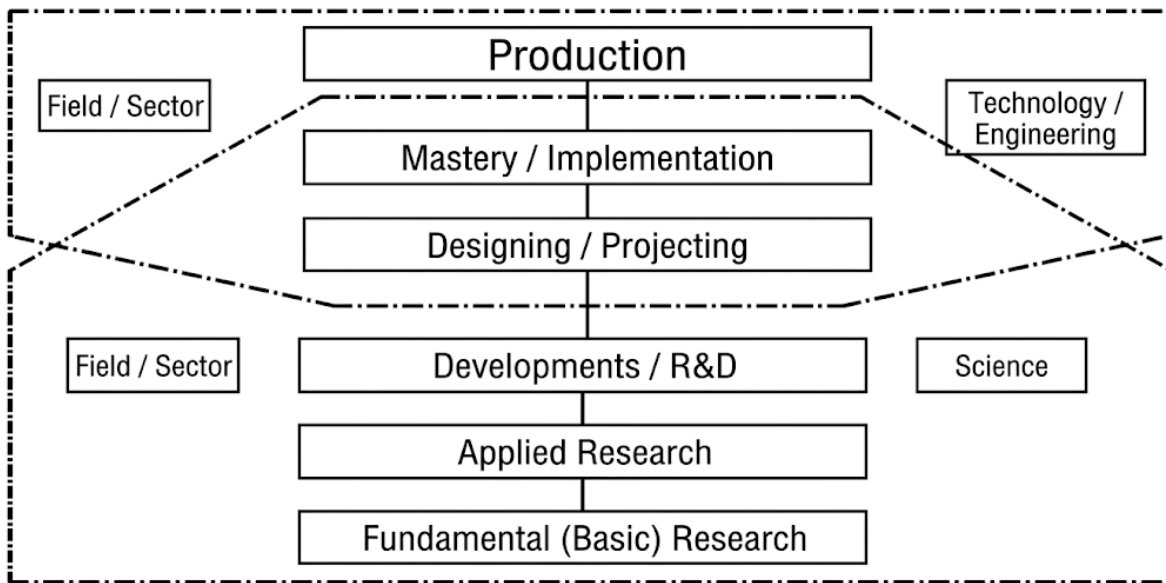 Production
Field / Sector
Technology /
Engineering
Mastery / Implementation
Designing / Projecting
Field / Sector
Developments / R&D
Science
Applied Research
Fundamental (Basic) Research